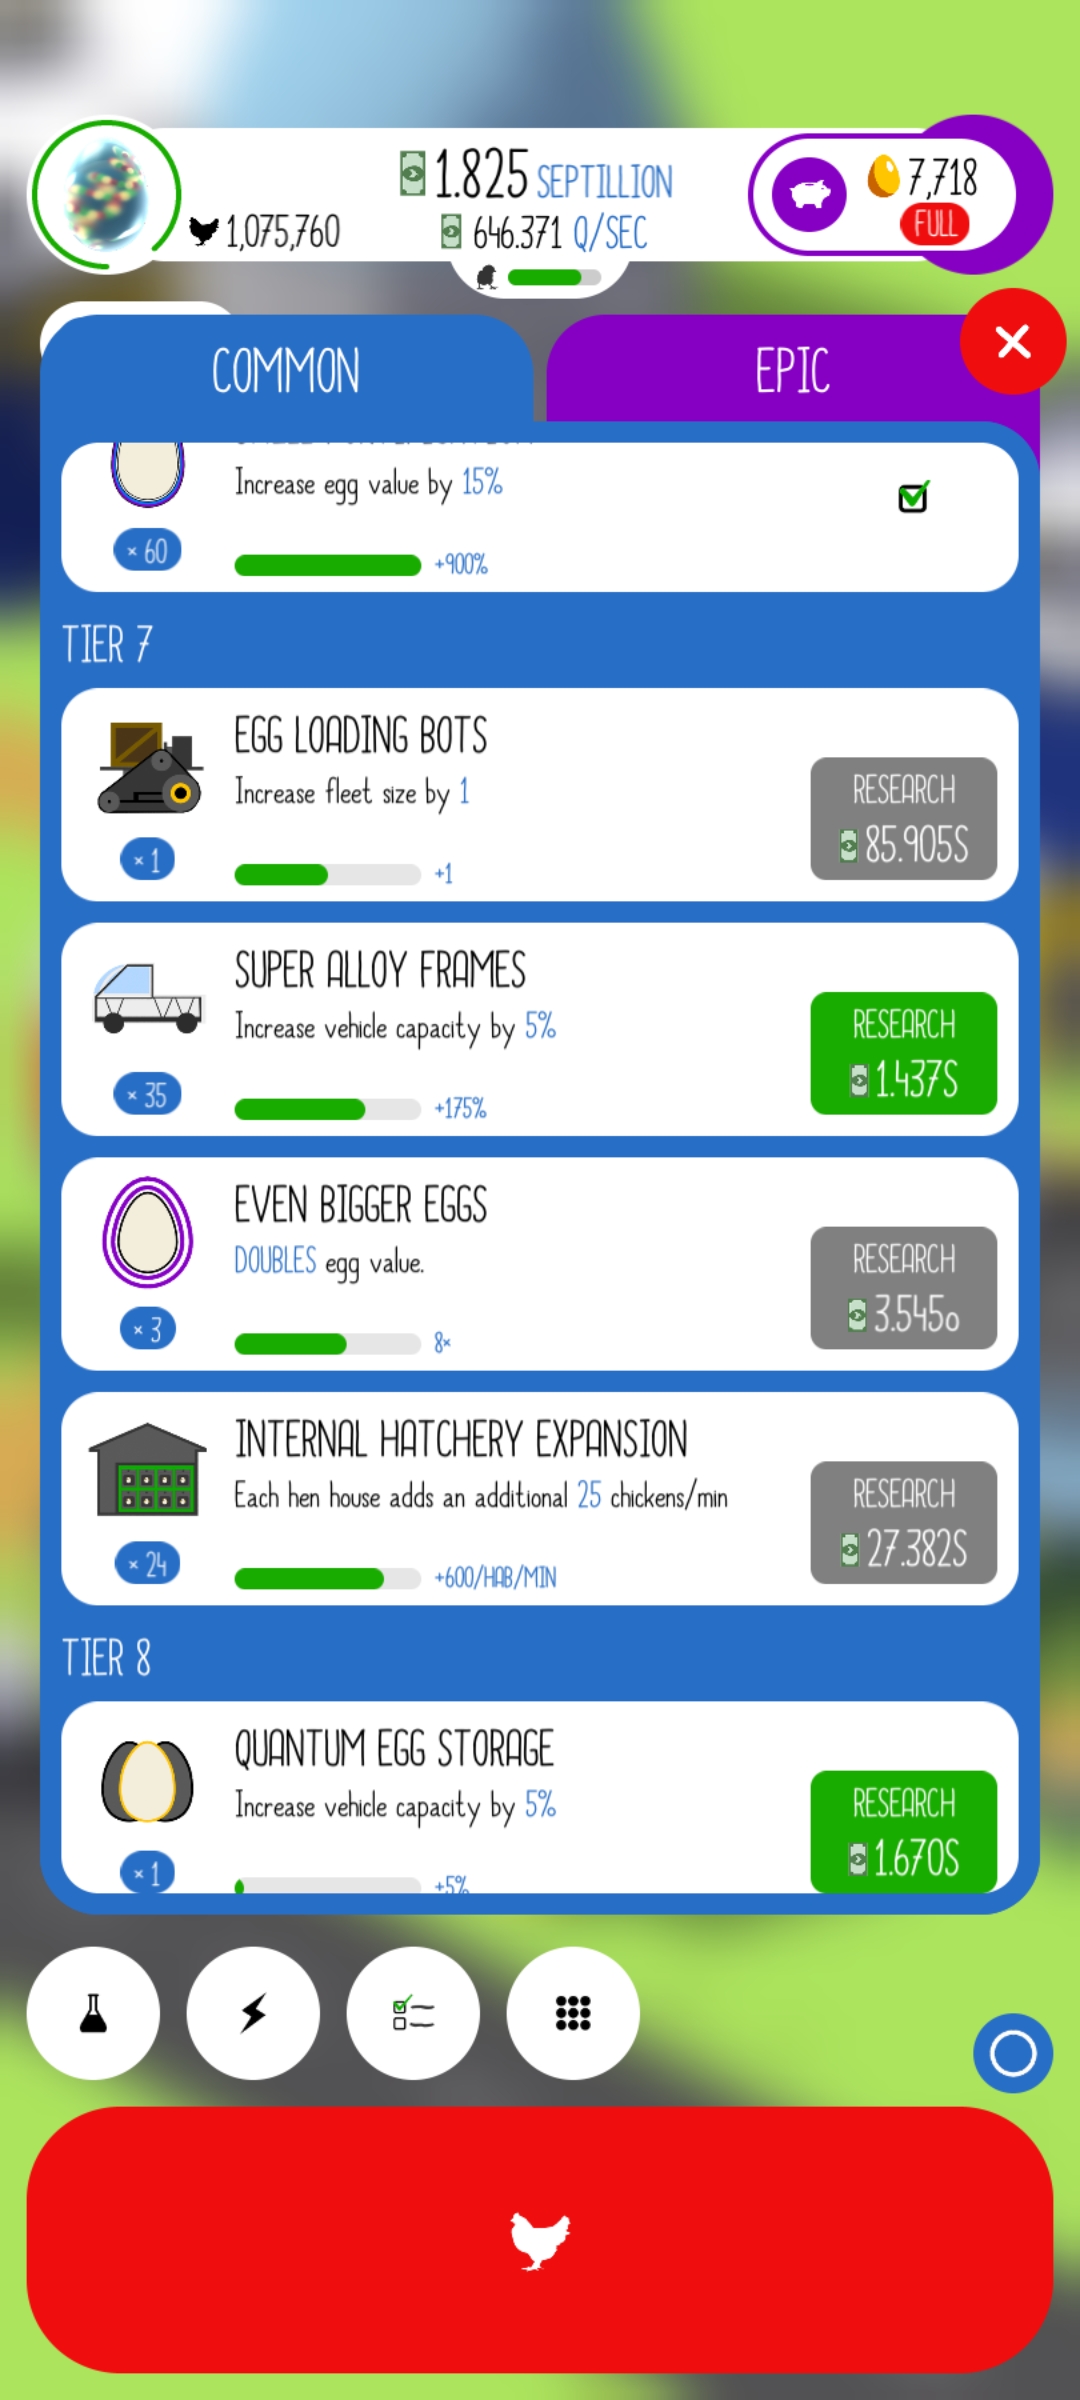 1.825 SEPTILLION
7,718
1,075,760
646.371 Q/SEC
FULL
COMMON
EPIC
Increase egg value by 15%
× 60
+900%
TIER 7
EGG LOADING BOTS
Increase fleet size by 1
RESEARCH
85.905S
× 1
+1
SUPER ALLOY FRAMES
Increase vehicle capacity by 5%
RESEARCH
1.437S
× 35
+175%
EVEN BIGGER EGGS
DOUBLES egg value.
RESEARCH
3.545o
× 3
8×
INTERNAL HATCHERY EXPANSION
Each hen house adds an additional 25 chickens/min
RESEARCH
27.382S
× 24
+600/HAB/MIN
TIER 8
QUANTUM EGG STORAGE
Increase vehicle capacity by 5%
RESEARCH
1.670S
× 1
+5%